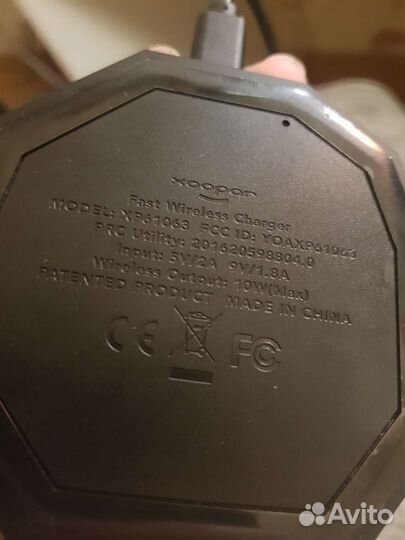 xoopar
Fast Wireless Charger
MODEL: XP61063 FCC ID: YOAXP61063
PRC Utility: 201620598804.0
Input: 5V/2A 9V/1.8A
Wireless Output: 10W(Max)
PATENTED PRODUCT MADE IN CHINA
CE FC
Avito